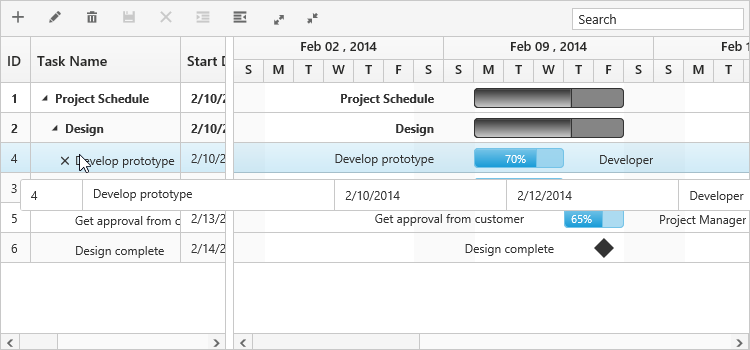 Search
ID Task Name Start D Feb 02 , 2014 Feb 09 , 2014 Feb 1
S M T W T F S S M T W T F S S M T
1 Project Schedule 2/10/2 Project Schedule
2 Design 2/10/2 Design
4 Develop prototype 2/10/2 Develop prototype 70% Developer
3
4 Develop prototype 2/10/2014 2/12/2014 Developer
5 Get approval from c 2/13/2 Get approval from customer 65% Project Manager
6 Design complete 2/14/2 Design complete